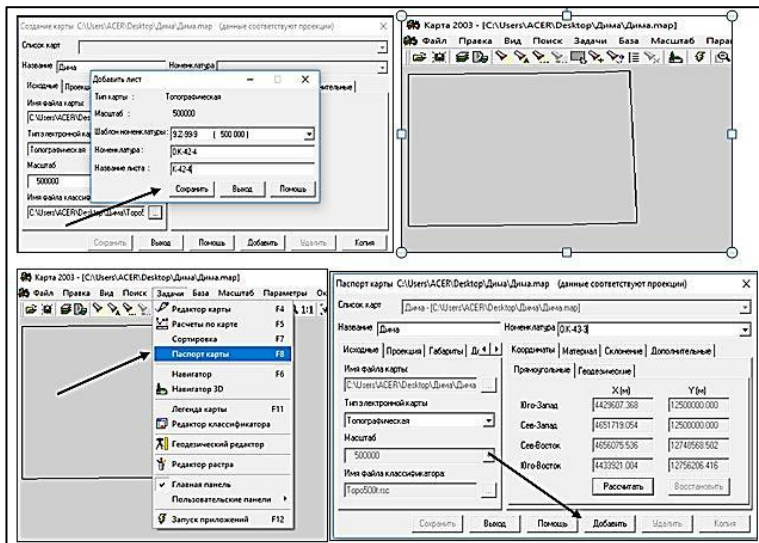 Создание карты C:\Users\ACER\Desktop\Дима\Дима.map (данные соответствуют проекции)
Список карт
Название Дима Номенклатура
Исходные Проекц
Имя файла карты
C:\Users\ACER\Desk
Тип электронной ка
Топографическая
Масштаб
500000
Имя файла классиф
C:\Users\ACER\Desktop\Дима\Topo5 ...
Сохранить Выход Помощь Добавить Удалить Копия
Добавить лист
Тип карты : Топографическая
Масштаб : 500000
Шаблон номенклатуры: 9.Z-99-9 ( 500 000 )
Номенклатура : 0.K-42-4
Название листа : K-42-4
Сохранить Выход Помощь
Карта 2003 - [C:\Users\ACER\Desktop\Дима\Дима.map]
Файл Правка Вид Поиск Задачи База Масштаб Пара
Карта 2003 - [C:\Users\ACER\Desktop\Дима\Дима.map]
Файл Правка Вид Поиск Задачи База Масштаб Параметры Ок
1:1
Редактор карты F4
Расчеты по карте F5
Сортировка F7
Паспорт карты F8
Навигатор F6
Навигатор 3D
Легенда карты F11
Редактор классификатора
Геодезический редактор
Редактор растра
Главная панель
Пользовательские панели
Запуск приложений F12
Паспорт карты C:\Users\ACER\Desktop\Дима\Дима.map (данные соответствуют проекции)
Список карт Дима - [C:\Users\ACER\Desktop\Дима\Дима.map]
Название Дима Номенклатура 0.K-43-3
Исходные Проекция Габариты Координаты Материал Склонение Дополнительные
Имя файла карты: Прямоугольные Геодезические
C:\Users\ACER\Desktop\Дима\Дима ...
X (м) Y (м)
Тип электронной карты
Топографическая
Юго-Запад 4429607.368 12500000.000
Сев-Запад 4651719.054 12500000.000
Масштаб
500000
Сев-Восток 4656075.536 12748568.502
Юго-Восток 4433921.004 12756206.416
Имя файла классификатора:
Topo500t.rsc ...
Рассчитать Восстановить
Сохранить Выход Помощь Добавить Удалить Копия